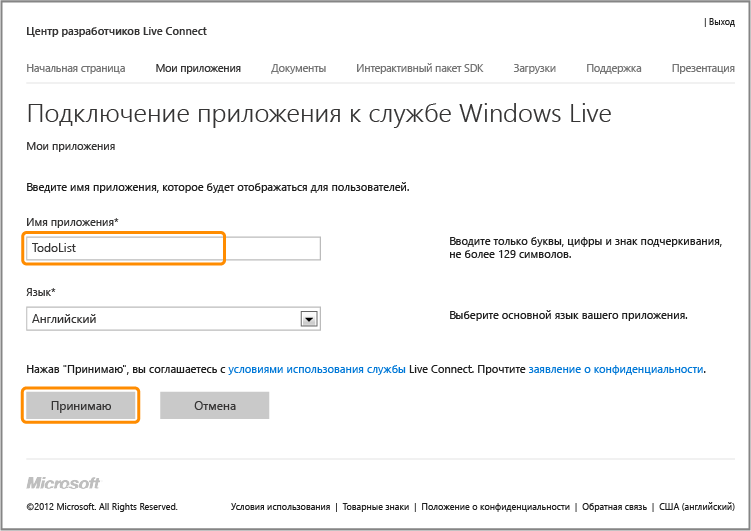 | Выход
Центр разработчиков Live Connect
Начальная страница Мои приложения Документы Интерактивный пакет SDK Загрузки Поддержка Презентация
Подключение приложения к службе Windows Live
Мои приложения
Введите имя приложения, которое будет отображаться для пользователей.
Имя приложения*
TodoList
Вводите только буквы, цифры и знак подчеркивания,
не более 129 символов.
Язык*
Английский
Выберите основной язык вашего приложения.
Нажав "Принимаю", вы соглашаетесь с условиями использования службы Live Connect. Прочтите заявление о конфиденциальности.
Принимаю Отмена
Microsoft
©2012 Microsoft. All Rights Reserved. Условия использования | Товарные знаки | Положение о конфиденциальности | Обратная связь | США (английский)